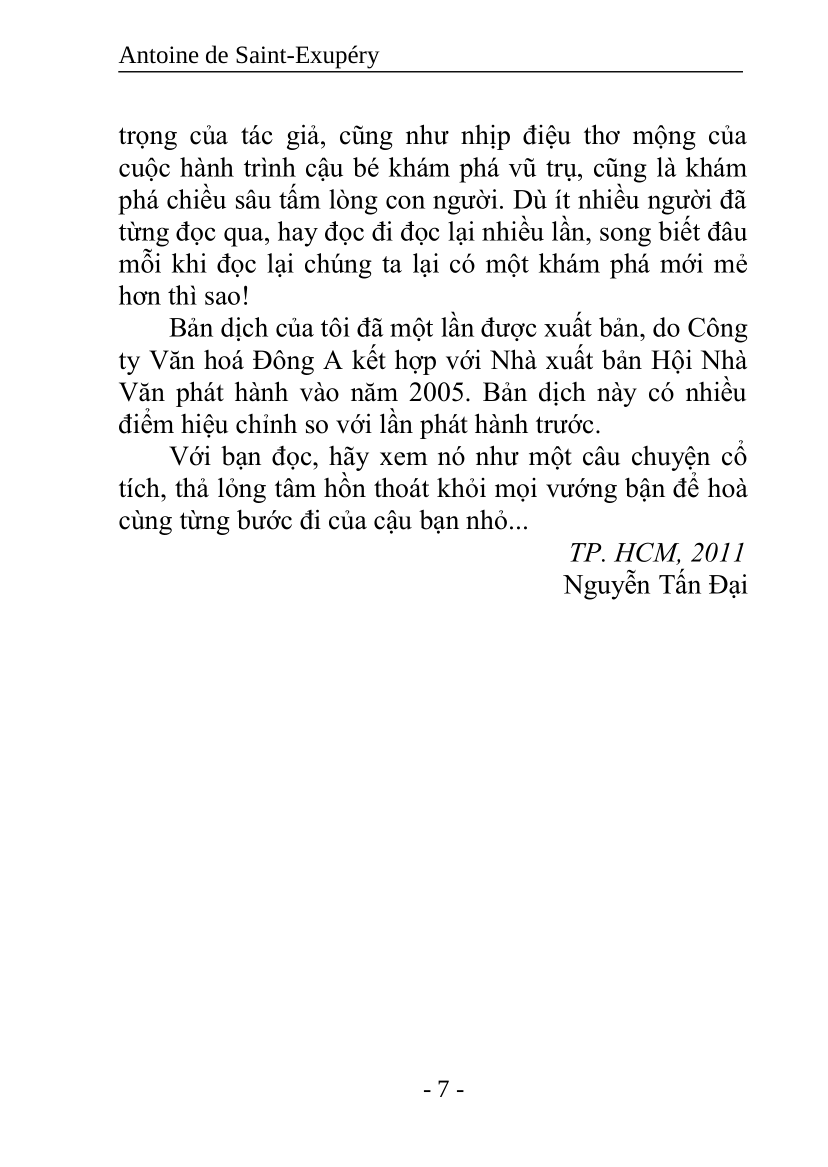 Antoine de Saint-Exupéry
trọng của tác giả, cũng như nhịp điệu thơ mộng của
cuộc hành trình cậu bé khám phá vũ trụ, cũng là khám
phá chiều sâu tấm lòng con người. Dù ít nhiều người đã
từng đọc qua, hay đọc đi đọc lại nhiều lần, song biết đâu
mỗi khi đọc lại chúng ta lại có một khám phá mới mẻ
hơn thì sao!
Bản dịch của tôi đã một lần được xuất bản, do Công
ty Văn hoá Đông A kết hợp với Nhà xuất bản Hội Nhà
Văn phát hành vào năm 2005. Bản dịch này có nhiều
điểm hiệu chỉnh so với lần phát hành trước.
Với bạn đọc, hãy xem nó như một câu chuyện cổ
tích, thả lỏng tâm hồn thoát khỏi mọi vướng bận để hoà
cùng từng bước đi của cậu bạn nhỏ...
TP. HCM, 2011
Nguyễn Tấn Đại
- 7 -